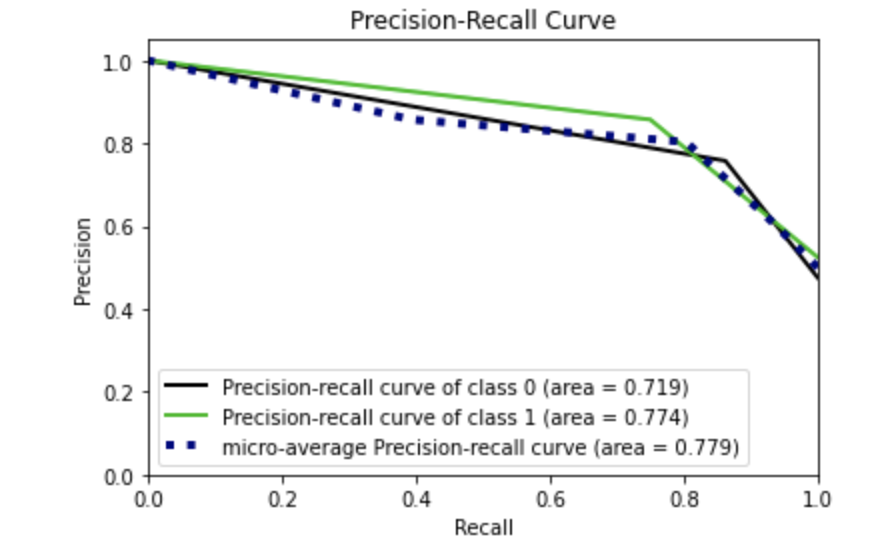 Precision-Recall Curve
1.0
0.8
0.6
0.4
0.2
0.0
Precision
Precision-recall curve of class 0 (area = 0.719)
Precision-recall curve of class 1 (area = 0.774)
micro-average Precision-recall curve (area = 0.779)
0.0 0.2 0.4 0.6 0.8 1.0
Recall